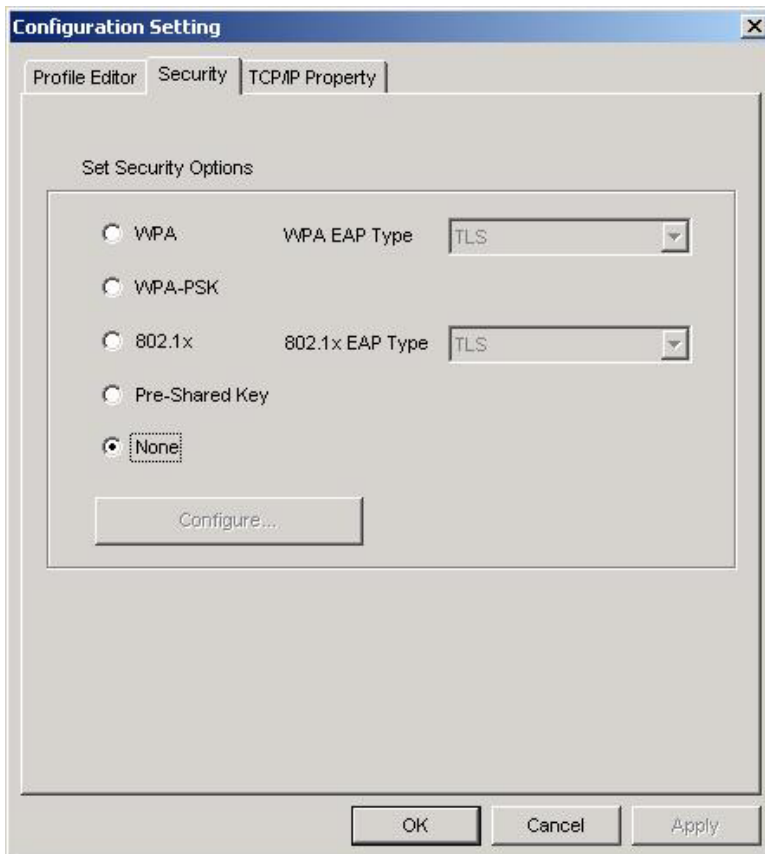 Configuration Setting
Profile Editor Security TCP/IP Property
Set Security Options
WPA WPA EAP Type TLS
WPA-PSK
802.1x 802.1x EAP Type TLS
Pre-Shared Key
None
Configure...
OK Cancel Apply